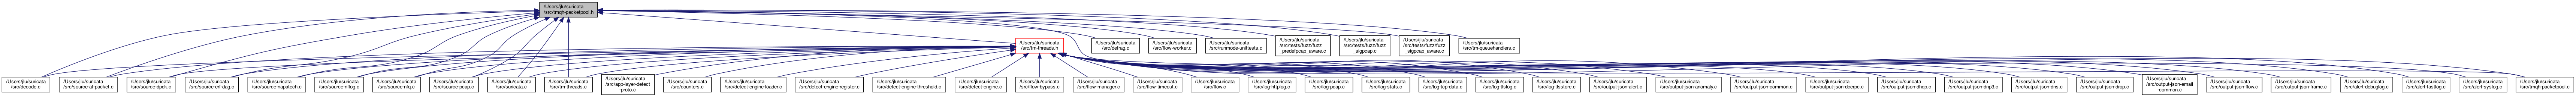 /Users/jlu/suricata
/src/tmqh-packetpool.h
/Users/jlu/suricata
/src/tm-threads.h
/Users/jlu/suricata
/src/defrag.c
/Users/jlu/suricata
/src/flow-worker.c
/Users/jlu/suricata
/src/runmode-unittests.c
/Users/jlu/suricata
/src/tests/fuzz/fuzz
_predefpcap_aware.c
/Users/jlu/suricata
/src/tests/fuzz/fuzz
_sigpcap.c
/Users/jlu/suricata
/src/tests/fuzz/fuzz
_sigpcap_aware.c
/Users/jlu/suricata
/src/tm-queuehandlers.c
/Users/jlu/suricata
/src/decode.c
/Users/jlu/suricata
/src/source-af-packet.c
/Users/jlu/suricata
/src/source-dpdk.c
/Users/jlu/suricata
/src/source-erf-dag.c
/Users/jlu/suricata
/src/source-napatech.c
/Users/jlu/suricata
/src/source-nflog.c
/Users/jlu/suricata
/src/source-nfq.c
/Users/jlu/suricata
/src/source-pcap.c
/Users/jlu/suricata
/src/suricata.c
/Users/jlu/suricata
/src/tm-threads.c
/Users/jlu/suricata
/src/app-layer-detect
-proto.c
/Users/jlu/suricata
/src/counters.c
/Users/jlu/suricata
/src/detect-engine-loader.c
/Users/jlu/suricata
/src/detect-engine-register.c
/Users/jlu/suricata
/src/detect-engine-threshold.c
/Users/jlu/suricata
/src/detect-engine.c
/Users/jlu/suricata
/src/flow-bypass.c
/Users/jlu/suricata
/src/flow-manager.c
/Users/jlu/suricata
/src/flow-timeout.c
/Users/jlu/suricata
/src/flow.c
/Users/jlu/suricata
/src/log-httplog.c
/Users/jlu/suricata
/src/log-pcap.c
/Users/jlu/suricata
/src/log-stats.c
/Users/jlu/suricata
/src/log-tcp-data.c
/Users/jlu/suricata
/src/log-tlslog.c
/Users/jlu/suricata
/src/log-tlsstore.c
/Users/jlu/suricata
/src/output-json-alert.c
/Users/jlu/suricata
/src/output-json-anomaly.c
/Users/jlu/suricata
/src/output-json-common.c
/Users/jlu/suricata
/src/output-json-dcerpc.c
/Users/jlu/suricata
/src/output-json-dhcp.c
/Users/jlu/suricata
/src/output-json-dnp3.c
/Users/jlu/suricata
/src/output-json-dns.c
/Users/jlu/suricata
/src/output-json-drop.c
/Users/jlu/suricata
/src/output-json-email
-common.c
/Users/jlu/suricata
/src/output-json-flow.c
/Users/jlu/suricata
/src/output-json-frame.c
/Users/jlu/suricata
/src/alert-debuglog.c
/Users/jlu/suricata
/src/alert-fastlog.c
/Users/jlu/suricata
/src/alert-syslog.c
/Users/jlu/suricata
/src/tmqh-packetpool.c